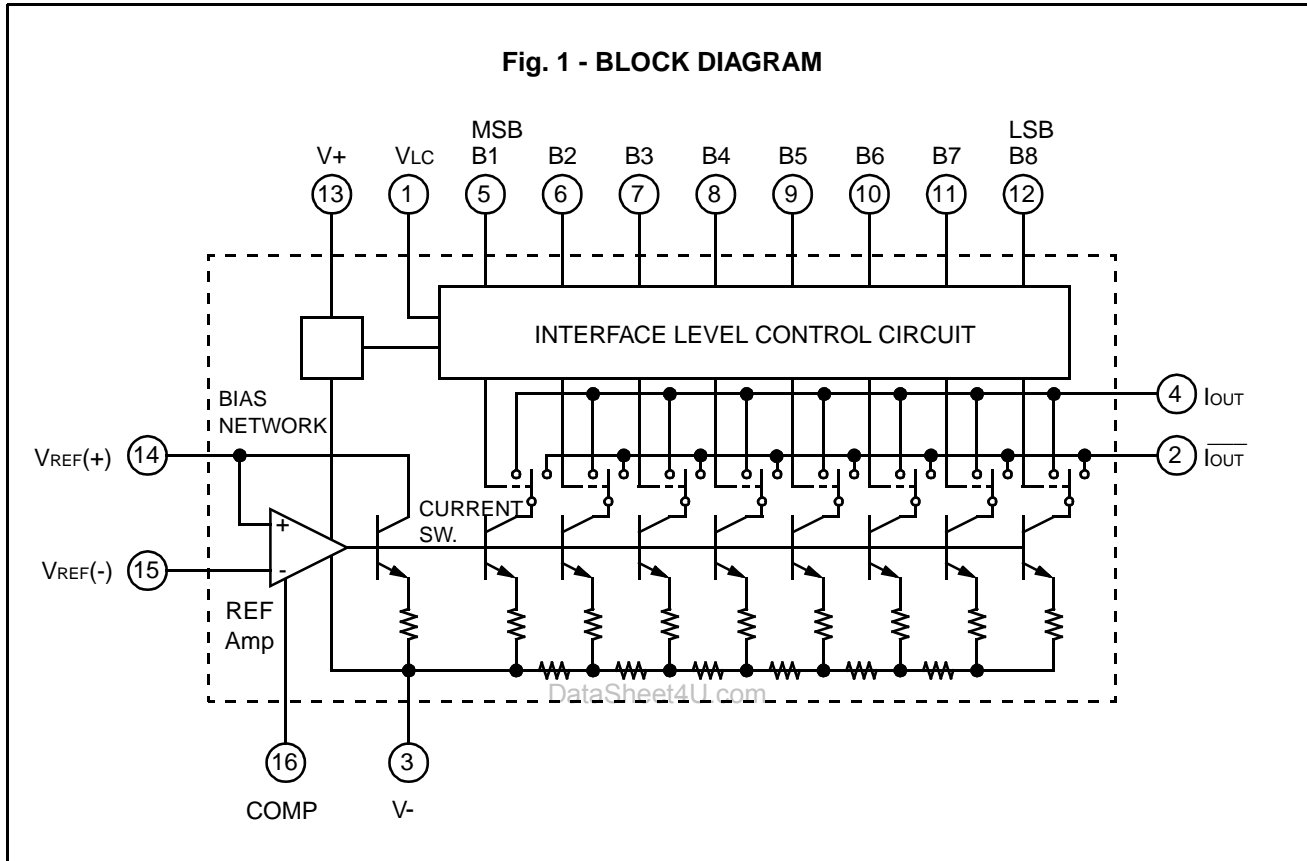 Fig. 1 - BLOCK DIAGRAM
MSB LSB
V+ VLC B1 B2 B3 B4 B5 B6 B7 B8
13 1 5 6 7 8 9 10 11 12
INTERFACE LEVEL CONTROL CIRCUIT
4 IOUT
BIAS
NETWORK
VREF(+) 14
2 IOUT
CURRENT
SW.
+
-
VREF(-) 15
REF
Amp
DataSheet4U.com
16 3
COMP V-